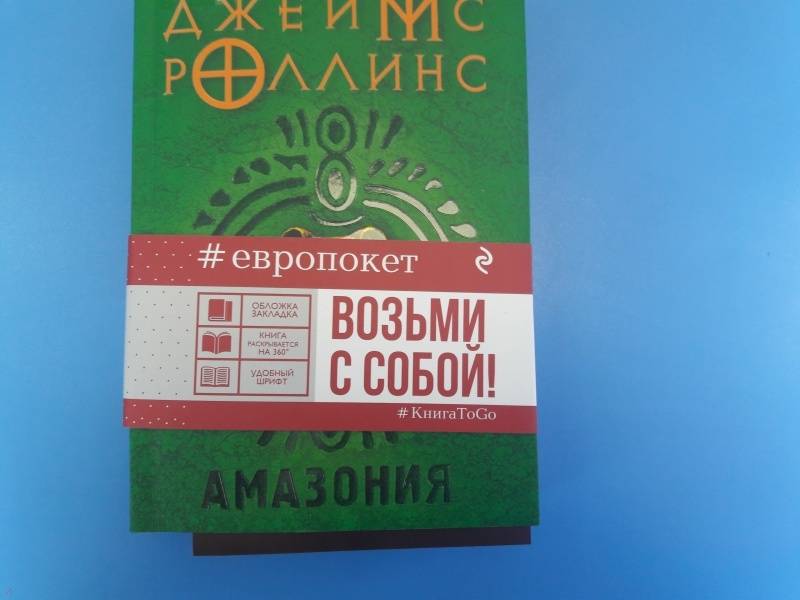 ДЖЕЙМС
РОЛЛИНС
#европокет
ОБЛОЖКА
ЗАКЛАДКА
КНИГА
РАСКРЫВАЕТСЯ
НА 360°
УДОБНЫЙ
ШРИФТ
ВОЗЬМИ
С СОБОЙ!
#КнигаToGo
АМАЗОНИЯ